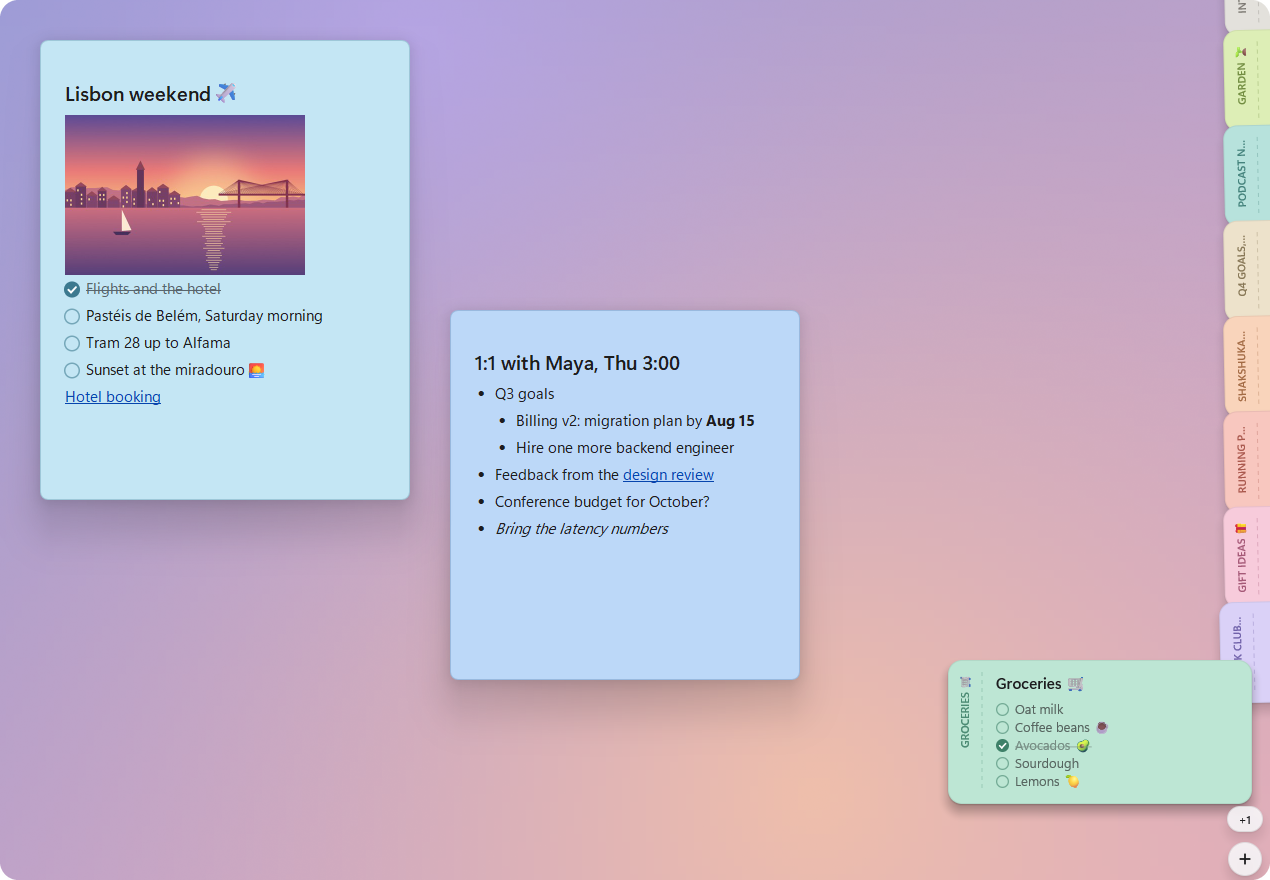 Lisbon weekend ✈️
Flights and the hotel
Pastéis de Belém, Saturday morning
Tram 28 up to Alfama
Sunset at the miradouro 🌅
Hotel booking
1:1 with Maya, Thu 3:00
• Q3 goals
• Billing v2: migration plan by Aug 15
• Hire one more backend engineer
• Feedback from the design review
• Conference budget for October?
• Bring the latency numbers
GARDEN
PODCAST N...
Q4 GOALS,...
SHAKSHUKA...
RUNNING P...
GIFT IDEAS 🎁
K CLUB...
GROCERIES 🛒
Groceries 🛒
Oat milk
Coffee beans
Avocados 🥑
Sourdough
Lemons 🍋
+1
+